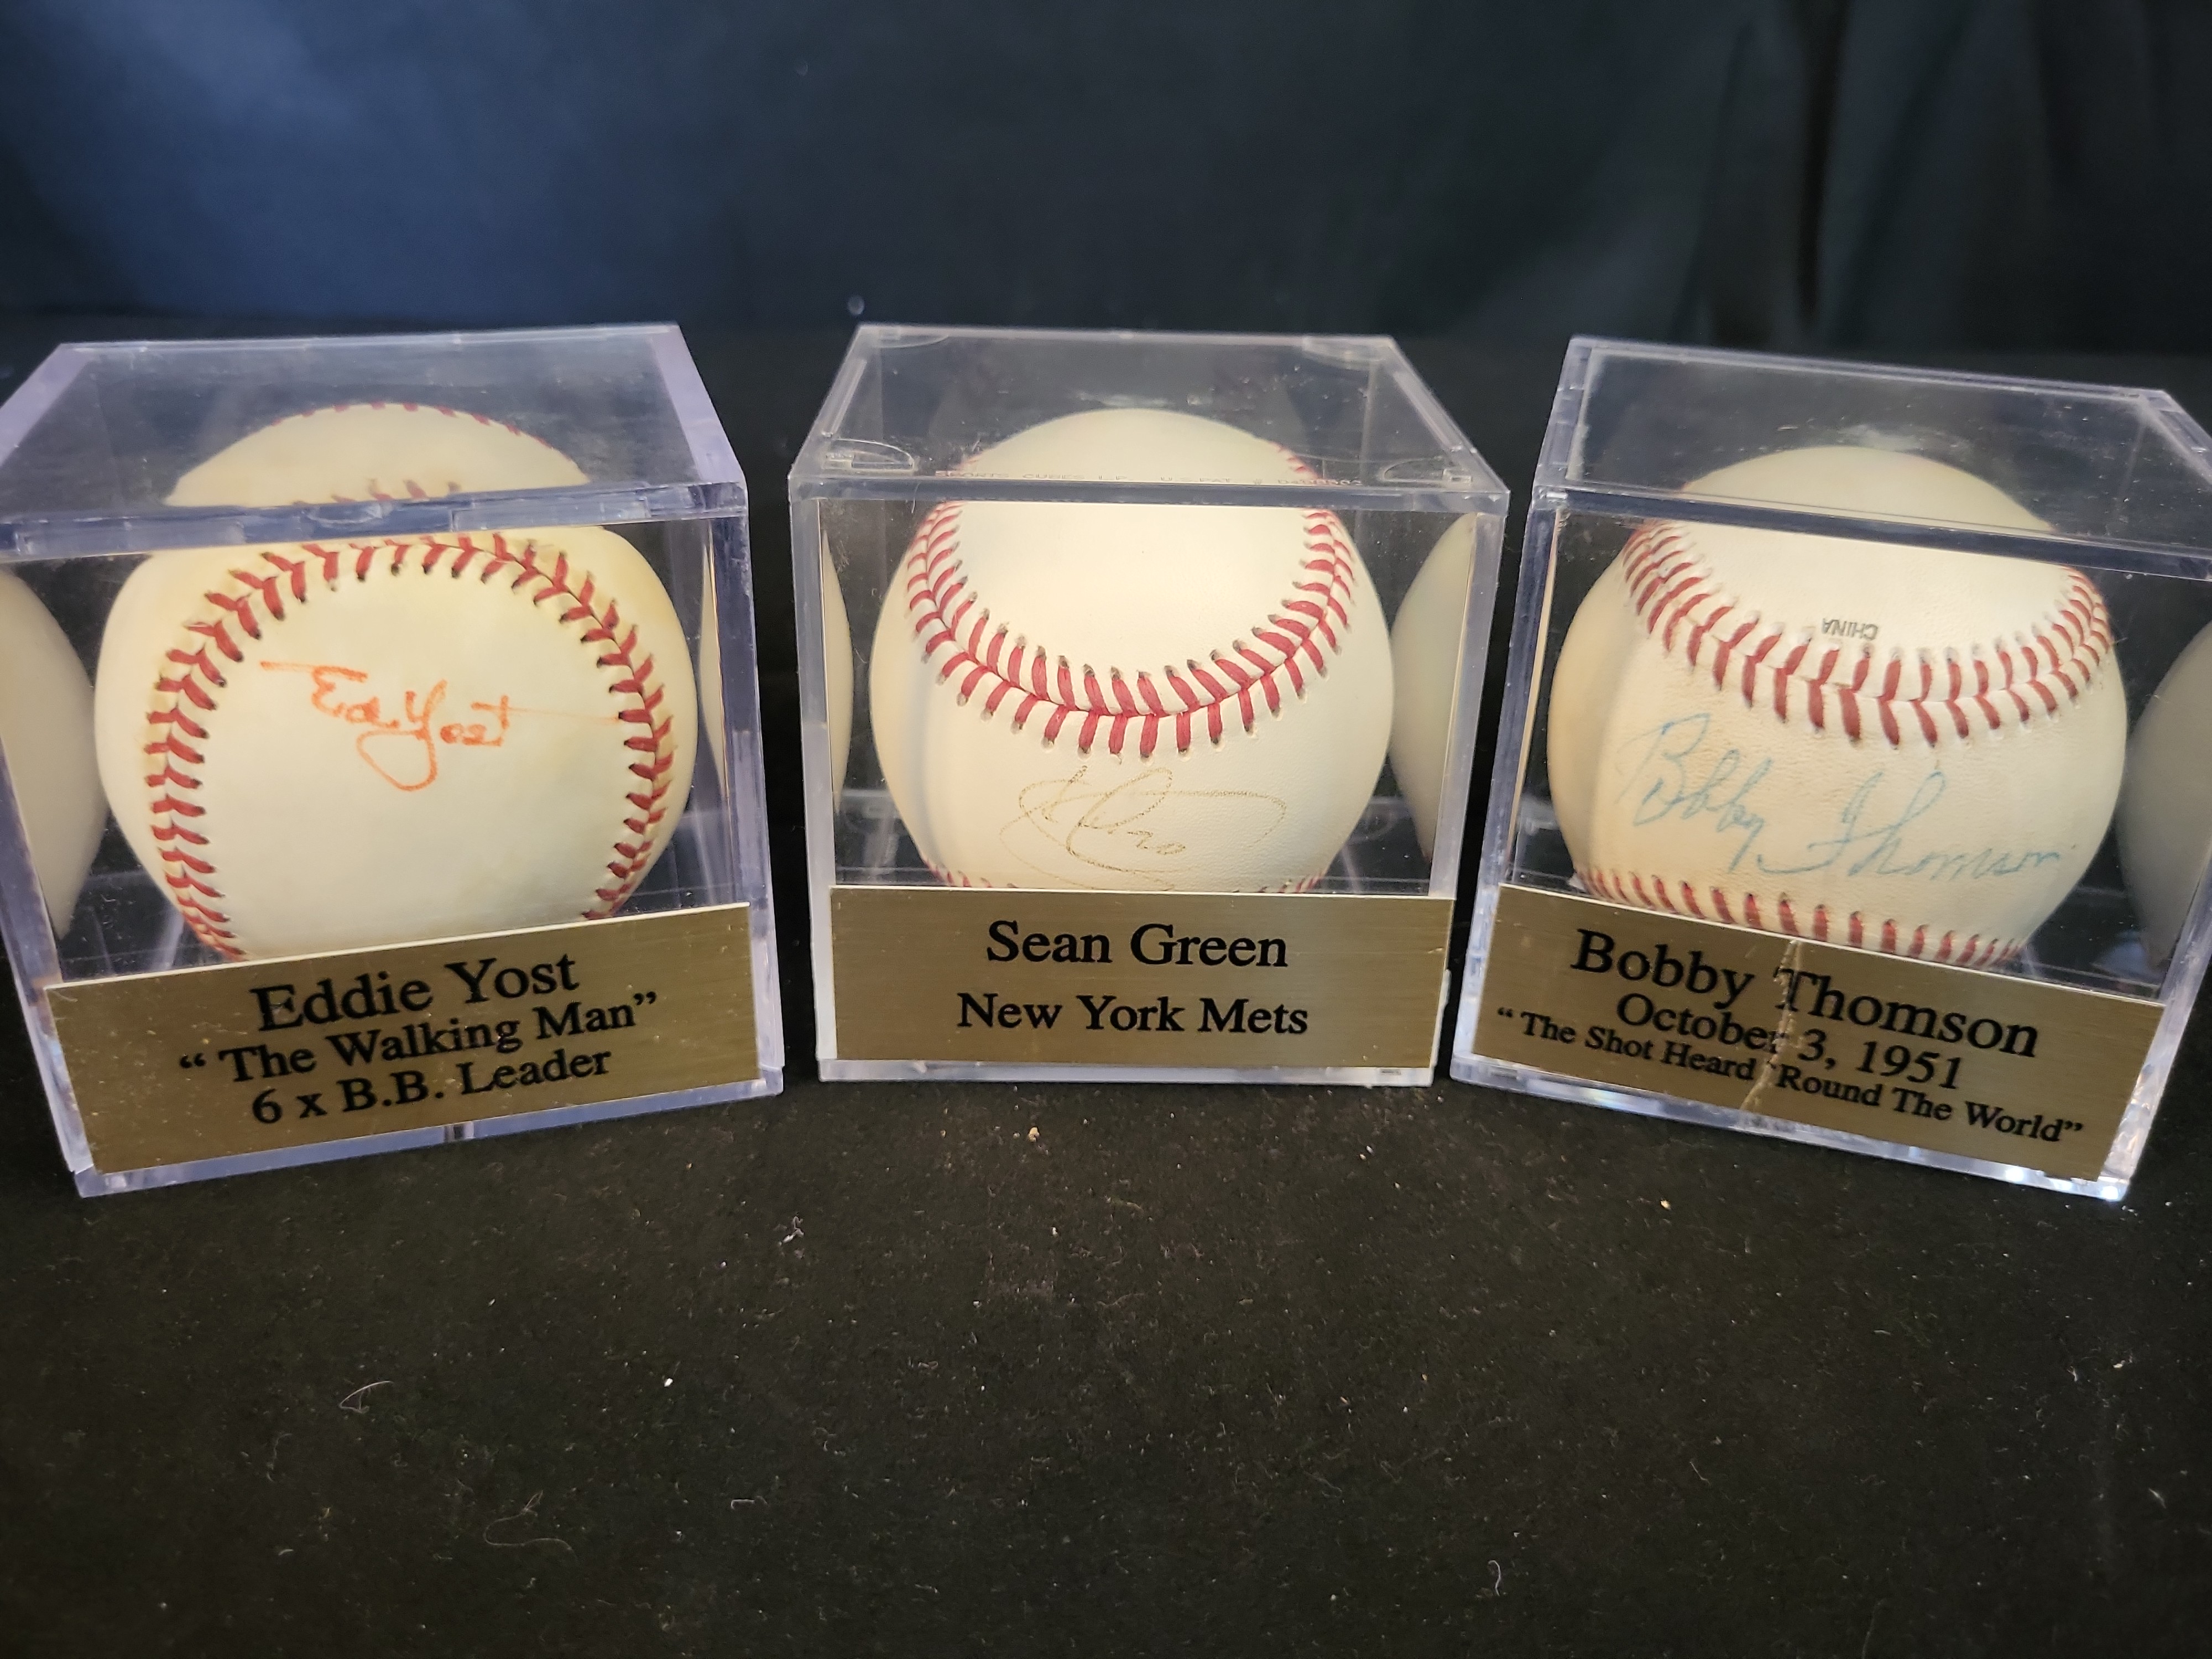 Ed Yost
Eddie Yost
“ The Walking Man”
6 x B.B. Leader
Sean Green
New York Mets
CHINA
Bobby Thomson
Bobby Thomson
October 3, 1951
“ The Shot Heard ‘Round The World”